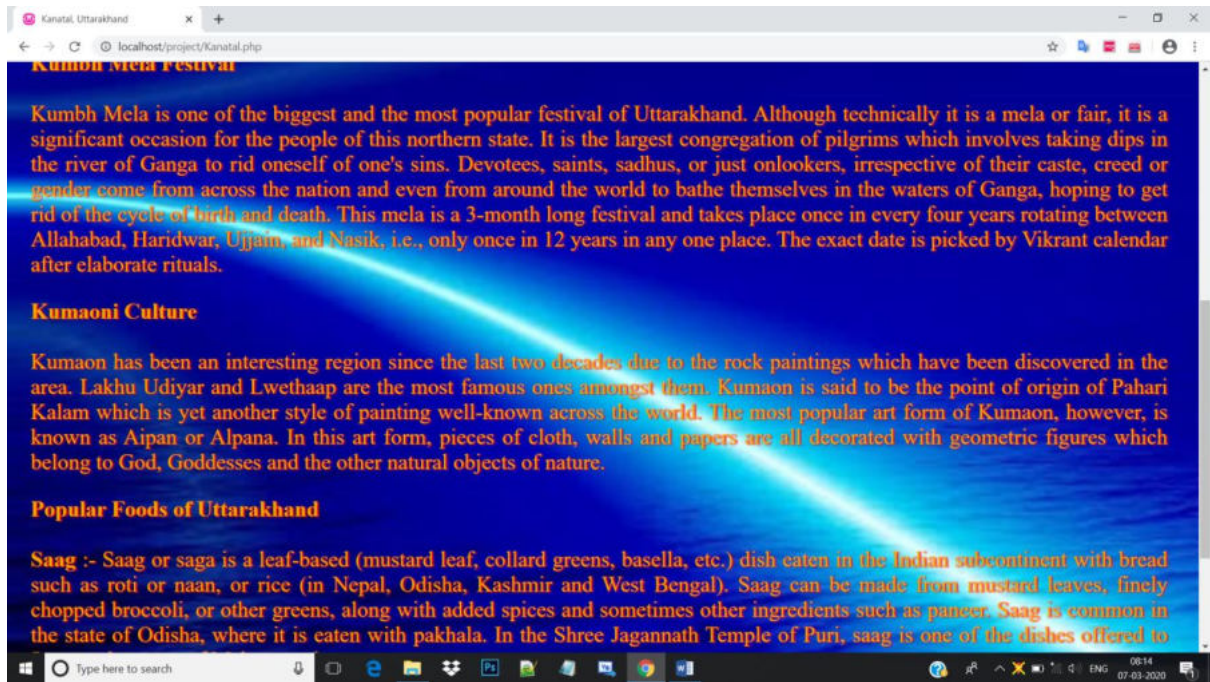 Kanatal, Uttarakhand
localhost/project/Kanatal.php
Kumbh Mela Festival
Kumbh Mela is one of the biggest and the most popular festival of Uttarakhand. Although technically it is a mela or fair, it is a
significant occasion for the people of this northern state. It is the largest congregation of pilgrims which involves taking dips in
the river of Ganga to rid oneself of one's sins. Devotees, saints, sadhus, or just onlookers, irrespective of their caste, creed or
gender come from across the nation and even from around the world to bathe themselves in the waters of Ganga, hoping to get
rid of the cycle of birth and death. This mela is a 3-month long festival and takes place once in every four years rotating between
Allahabad, Haridwar, Ujjain, and Nasik, i.e., only once in 12 years in any one place. The exact date is picked by Vikrant calendar
after elaborate rituals.
Kumaoni Culture
Kumaon has been an interesting region since the last two decades due to the rock paintings which have been discovered in the
area. Lakhu Udiyar and Lwethaap are the most famous ones amongst them. Kumaon is said to be the point of origin of Pahari
Kalam which is yet another style of painting well-known across the world. The most popular art form of Kumaon, however, is
known as Aipan or Alpana. In this art form, pieces of cloth, walls and papers are all decorated with geometric figures which
belong to God, Goddesses and the other natural objects of nature.
Popular Foods of Uttarakhand
Saag :- Saag or saga is a leaf-based (mustard leaf, collard greens, basella, etc.) dish eaten in the Indian subcontinent with bread
such as roti or naan, or rice (in Nepal, Odisha, Kashmir and West Bengal). Saag can be made from mustard leaves, finely
chopped broccoli, or other greens, along with added spices and sometimes other ingredients such as paneer. Saag is common in
the state of Odisha, where it is eaten with pakhala. In the Shree Jagannath Temple of Puri, saag is one of the dishes offered to
Type here to search
Ps
ENG
08:14
07-03-2020